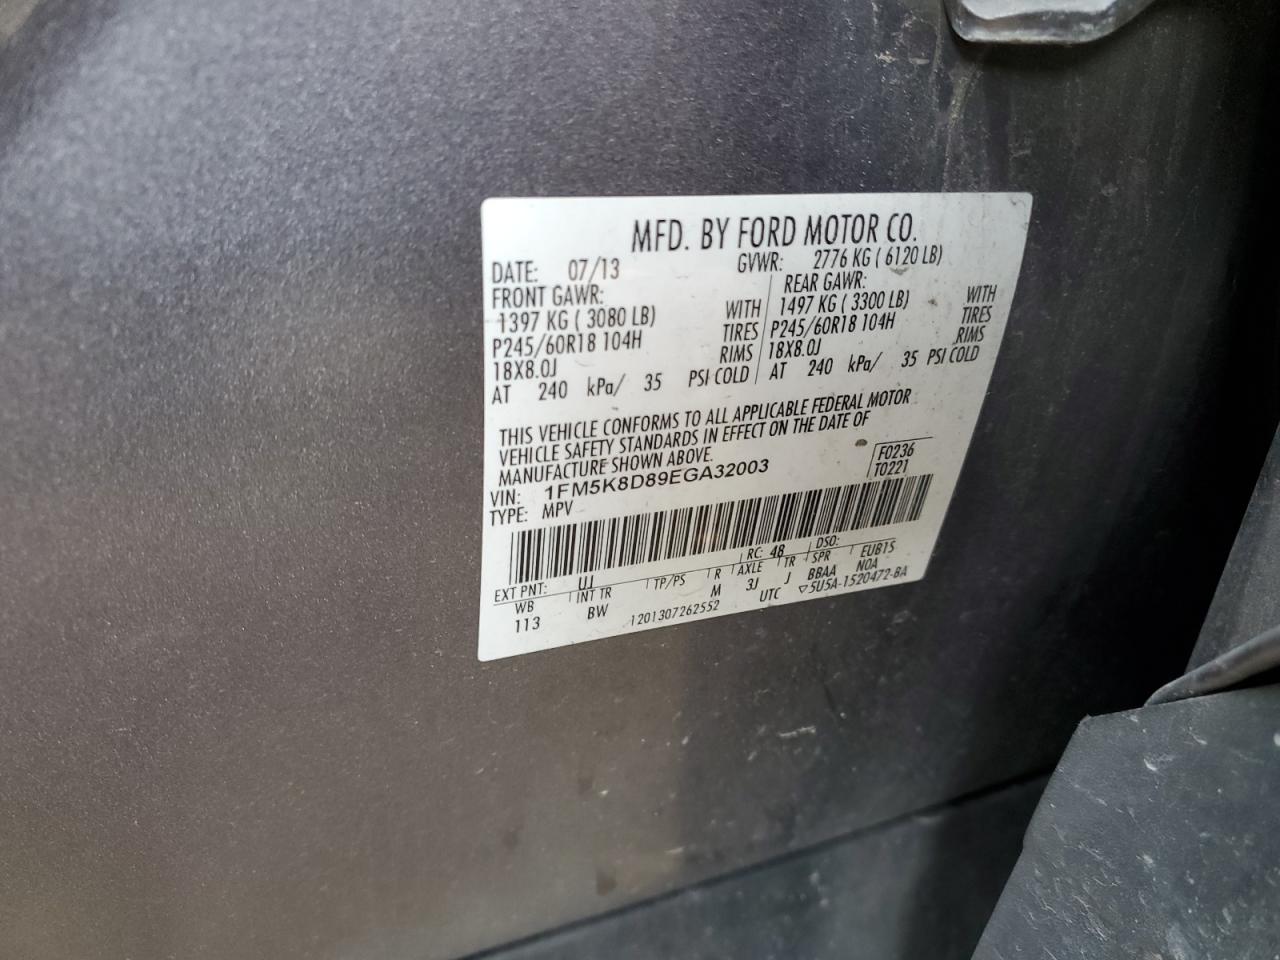 MFD. BY FORD MOTOR CO.
DATE: 07/13 GVWR: 2776 KG ( 6120 LB)
FRONT GAWR: REAR GAWR:
1397 KG ( 3080 LB) WITH 1497 KG ( 3300 LB) WITH
P245/60R18 104H TIRES P245/60R18 104H TIRES
18X8.0J RIMS 18X8.0J RIMS
AT 240 kPa/ 35 PSI COLD AT 240 kPa/ 35 PSI COLD
THIS VEHICLE CONFORMS TO ALL APPLICABLE FEDERAL MOTOR
VEHICLE SAFETY STANDARDS IN EFFECT ON THE DATE OF
MANUFACTURE SHOWN ABOVE.
F0236
VIN: 1FM5K8D89EGA32003 T0221
TYPE: MPV
EXT PNT: UJ RC: 48 DSO:
WB INT TR TP/PS R AXLE TR SPR EUB15
113 BW M 3J J BBAA NOA
1201307262552 UTC ▽5U5A-1520472-BA